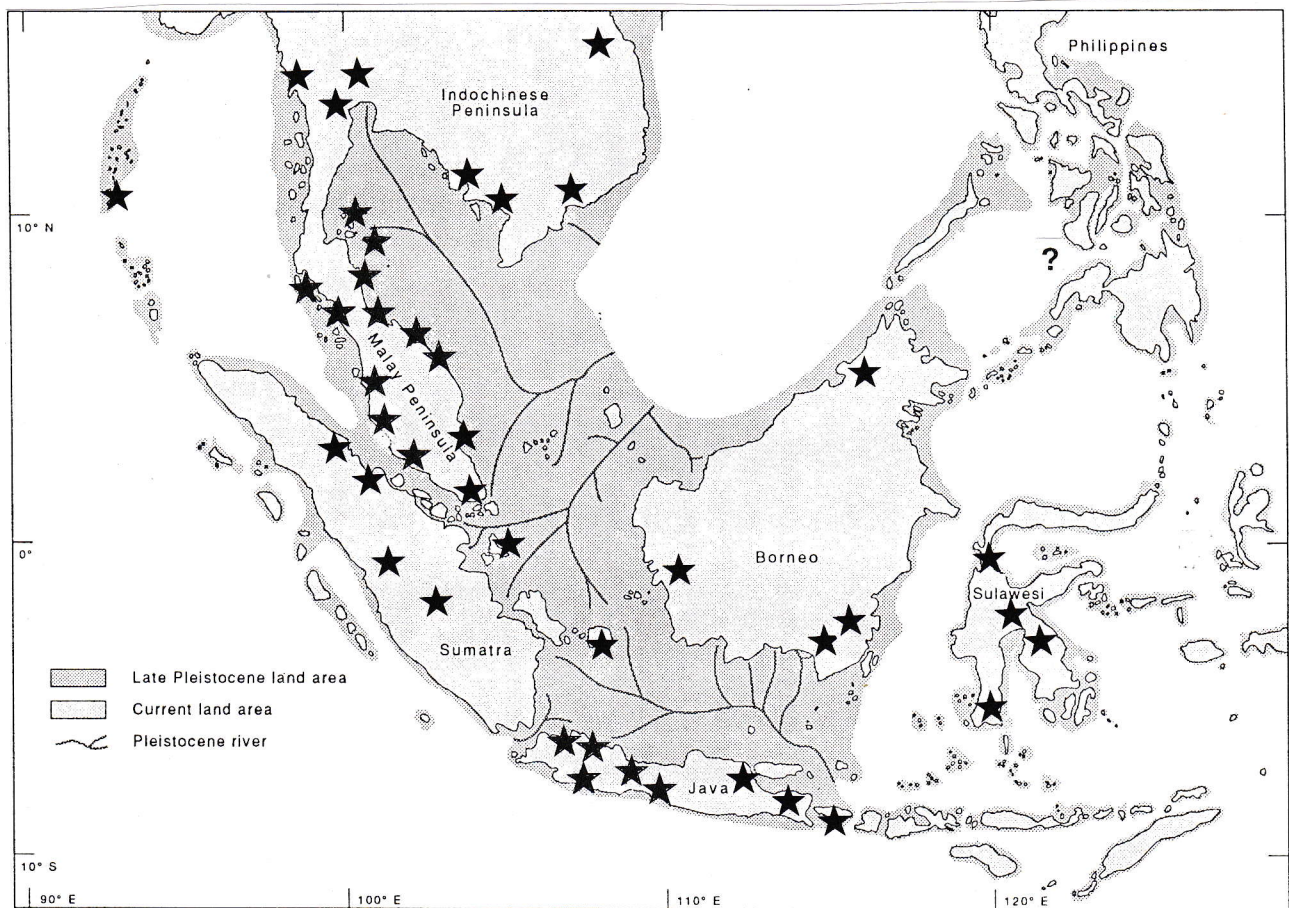 Philippines
Indochinese
Peninsula
10° N
?
Malay Peninsula
0°
Borneo
Sulawesi
Sumatra
Late Pleistocene land area
Current land area
Pleistocene river
Java
10° S
90° E
100° E
110° E
120° E